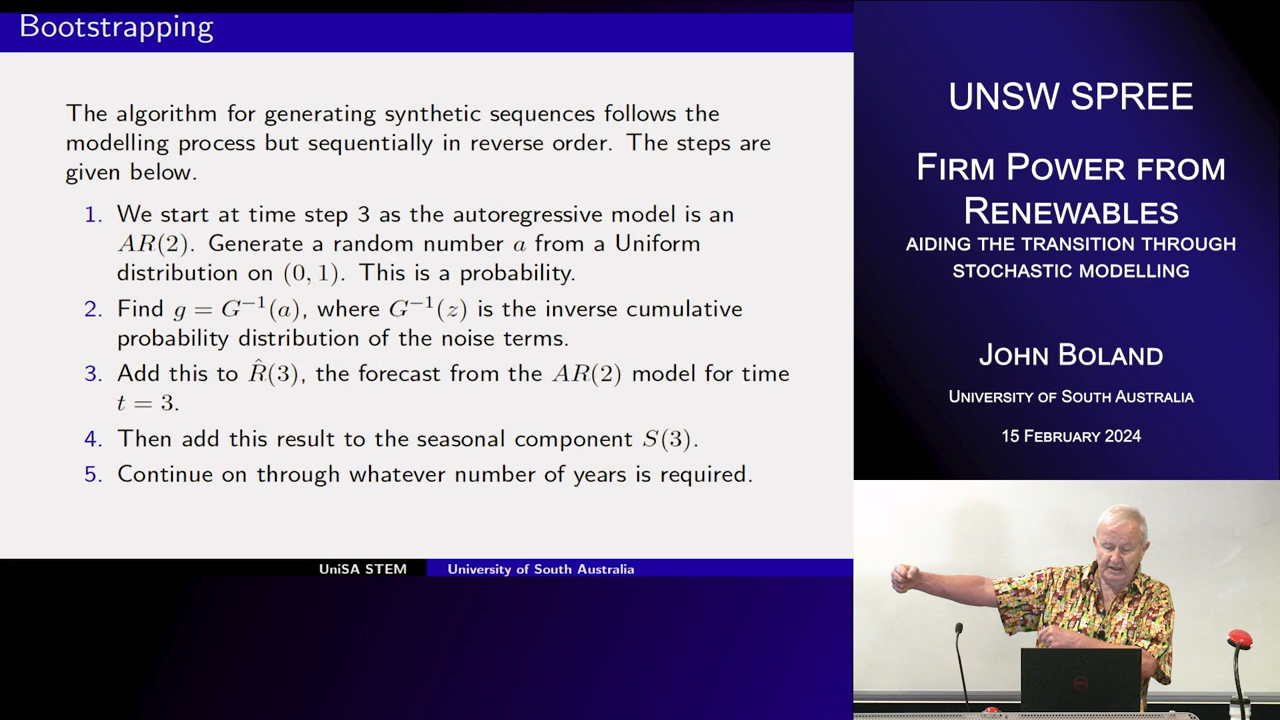 Bootstrapping
The algorithm for generating synthetic sequences follows the
modelling process but sequentially in reverse order. The steps are
given below.
1. We start at time step 3 as the autoregressive model is an
AR(2). Generate a random number a from a Uniform
distribution on (0, 1). This is a probability.
2. Find g = G⁻¹(a), where G⁻¹(z) is the inverse cumulative
probability distribution of the noise terms.
3. Add this to R̂(3), the forecast from the AR(2) model for time
t = 3.
4. Then add this result to the seasonal component S(3).
5. Continue on through whatever number of years is required.
UniSA STEM University of South Australia
UNSW SPREE
FIRM POWER FROM
RENEWABLES
AIDING THE TRANSITION THROUGH
STOCHASTIC MODELLING
JOHN BOLAND
UNIVERSITY OF SOUTH AUSTRALIA
15 FEBRUARY 2024
DELL